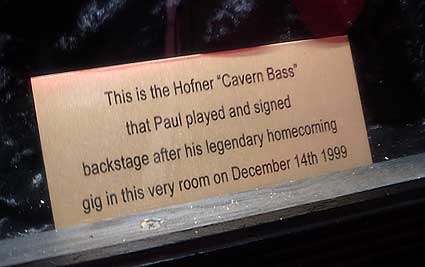 This is the Hofner "Cavern Bass"
that Paul played and signed
backstage after his legendary homecoming
gig in this very room on December 14th 1999